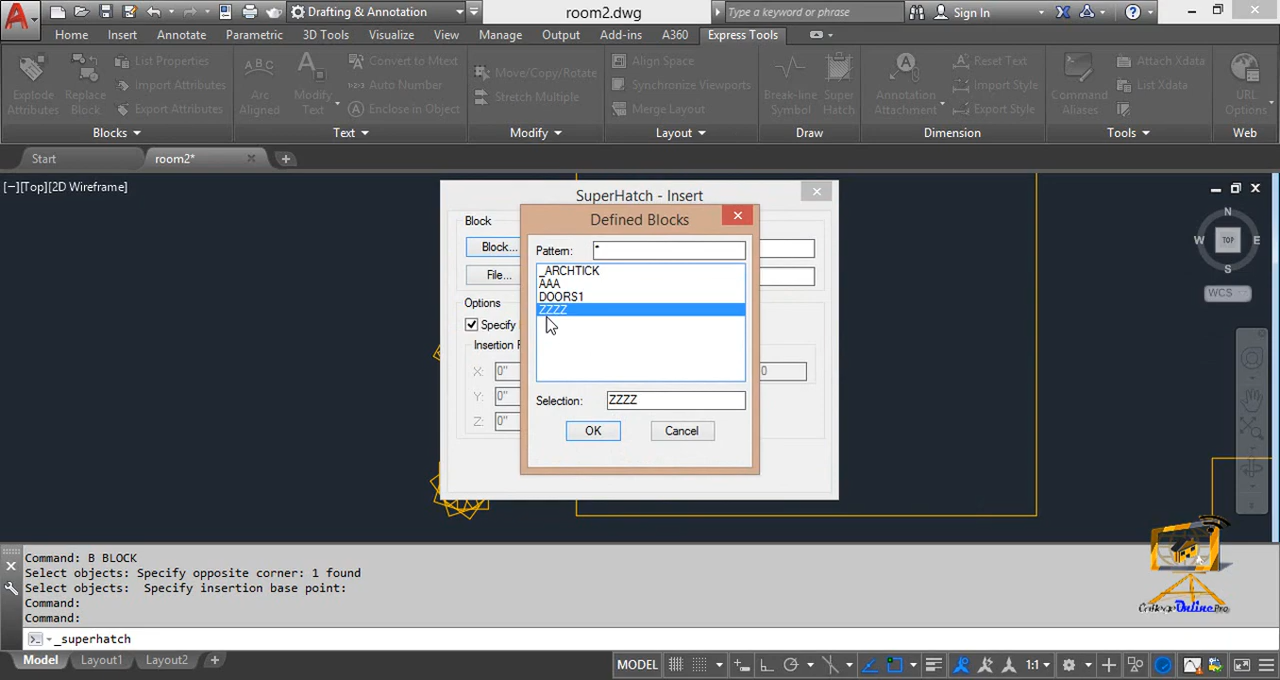 Drafting & Annotation
room2.dwg
Type a keyword or phrase
Sign In
Home Insert Annotate Parametric 3D Tools Visualize View Manage Output Add-ins A360 Express Tools
Explode Attributes
Replace Block
List Properties
Import Attributes
Export Attributes
Arc Aligned
Modify Text
Convert to Mtext
Auto Number
Enclose in Object
Move/Copy/Rotate
Stretch Multiple
Align Space
Synchronize Viewports
Merge Layout
Break-line Symbol
Super Hatch
Annotation Attachment
Reset Text
Import Style
Export Style
Command Aliases
Attach Xdata
List Xdata
URL Options
Blocks Text Modify Layout Draw Dimension Tools Web
Start room2*
[−][Top][2D Wireframe]
N
W TOP E
S
WCS
SuperHatch - Insert
Block
Block...
File...
Options
Specify
X: 0"
Y: 0"
Z: 0"
0
Defined Blocks
Pattern: *
_ARCHTICK
AAA
DOORS1
ZZZZ
Selection: ZZZZ
OK Cancel
Command: B BLOCK
Select objects: Specify opposite corner: 1 found
Select objects:  Specify insertion base point:
Command:
Command:
_superhatch
College OnlinePro
Model Layout1 Layout2 +
MODEL 1:1